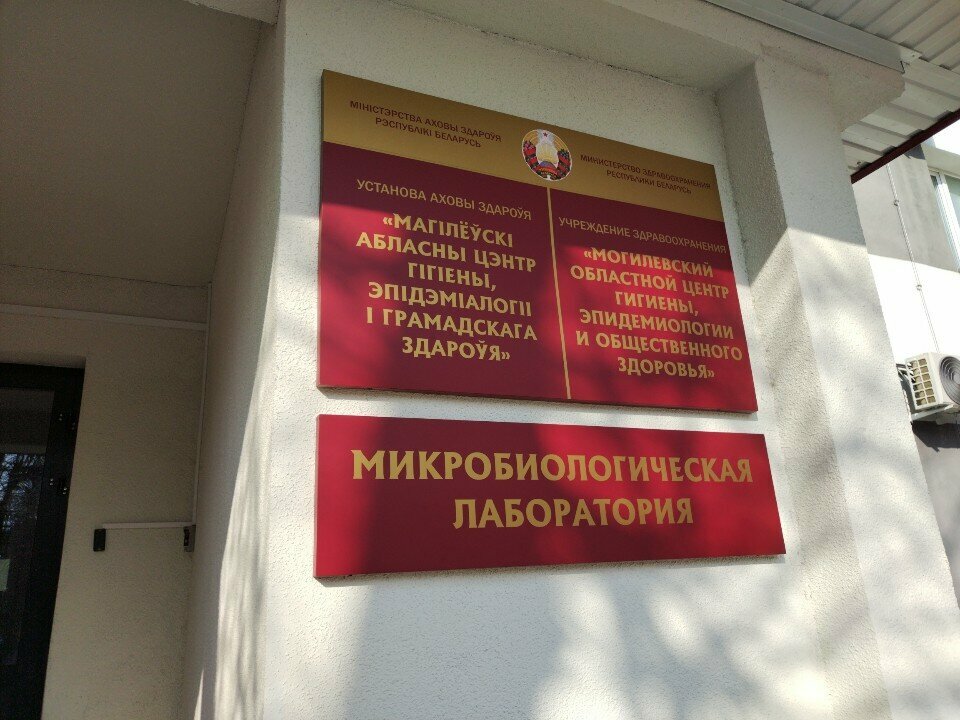 МІНІСТЭРСТВА АХОВЫ ЗДАРОЎЯ
РЭСПУБЛІКІ БЕЛАРУСЬ
УСТАНОВА АХОВЫ ЗДАРОЎЯ
«МАГІЛЁЎСКІ
АБЛАСНЫ ЦЭНТР
ГІГІЕНЫ,
ЭПІДЭМІАЛОГІІ
І ГРАМАДСКАГА
ЗДАРОЎЯ»
МИНИСТЕРСТВО ЗДРАВООХРАНЕНИЯ
РЕСПУБЛИКИ БЕЛАРУСЬ
УЧРЕЖДЕНИЕ ЗДРАВООХРАНЕНИЯ
«МОГИЛЕВСКИЙ
ОБЛАСТНОЙ ЦЕНТР
ГИГИЕНЫ,
ЭПИДЕМИОЛОГИИ
И ОБЩЕСТВЕННОГО
ЗДОРОВЬЯ»
МИКРОБИОЛОГИЧЕСКАЯ
ЛАБОРАТОРИЯ